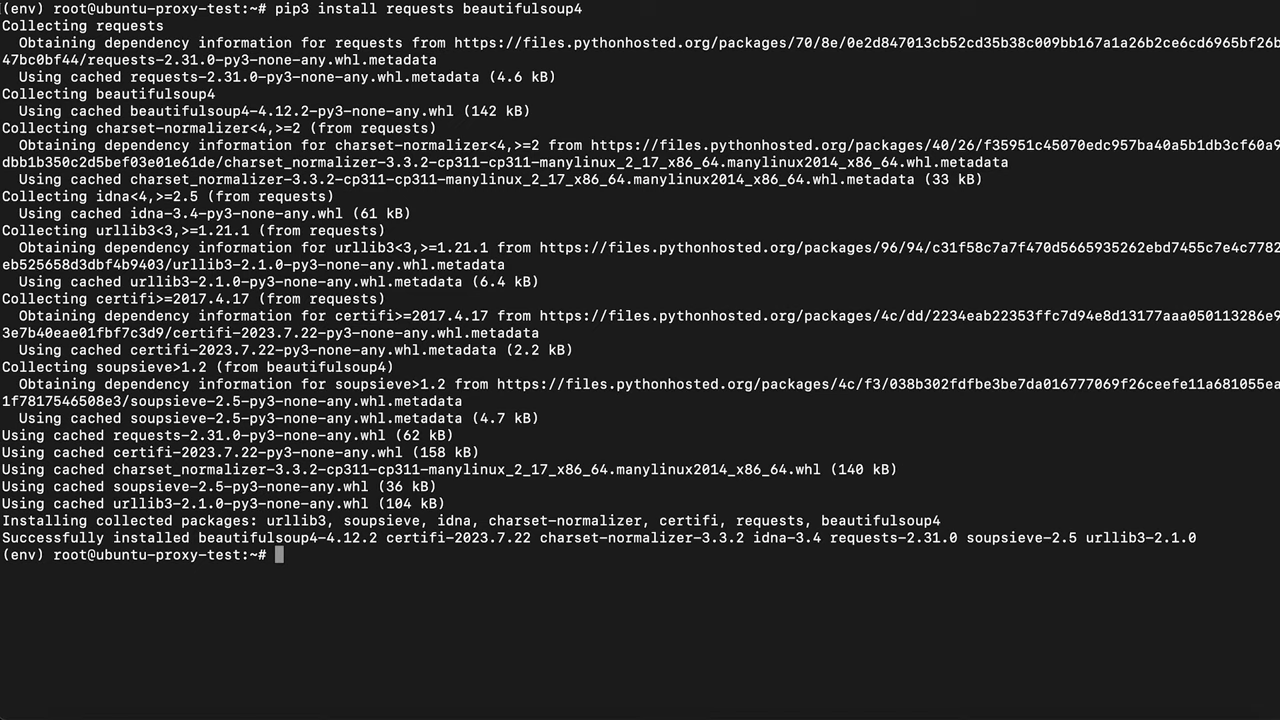 (env) root@ubuntu-proxy-test:~# pip3 install requests beautifulsoup4
Collecting requests
  Obtaining dependency information for requests from https://files.pythonhosted.org/packages/70/8e/0e2d847013cb52cd35b38c009bb167a1a26b2ce6cd6965bf26b
47bc0bf44/requests-2.31.0-py3-none-any.whl.metadata
  Using cached requests-2.31.0-py3-none-any.whl.metadata (4.6 kB)
Collecting beautifulsoup4
  Using cached beautifulsoup4-4.12.2-py3-none-any.whl (142 kB)
Collecting charset-normalizer<4,>=2 (from requests)
  Obtaining dependency information for charset-normalizer<4,>=2 from https://files.pythonhosted.org/packages/40/26/f35951c45070edc957ba40a5b1db3cf60a9
dbb1b350c2d5bef03e01e61de/charset_normalizer-3.3.2-cp311-cp311-manylinux_2_17_x86_64.manylinux2014_x86_64.whl.metadata
  Using cached charset_normalizer-3.3.2-cp311-cp311-manylinux_2_17_x86_64.manylinux2014_x86_64.whl.metadata (33 kB)
Collecting idna<4,>=2.5 (from requests)
  Using cached idna-3.4-py3-none-any.whl (61 kB)
Collecting urllib3<3,>=1.21.1 (from requests)
  Obtaining dependency information for urllib3<3,>=1.21.1 from https://files.pythonhosted.org/packages/96/94/c31f58c7a7f470d5665935262ebd7455c7e4c7782
eb525658d3dbf4b9403/urllib3-2.1.0-py3-none-any.whl.metadata
  Using cached urllib3-2.1.0-py3-none-any.whl.metadata (6.4 kB)
Collecting certifi>=2017.4.17 (from requests)
  Obtaining dependency information for certifi>=2017.4.17 from https://files.pythonhosted.org/packages/4c/dd/2234eab22353ffc7d94e8d13177aaa050113286e9
3e7b40eae01fbf7c3d9/certifi-2023.7.22-py3-none-any.whl.metadata
  Using cached certifi-2023.7.22-py3-none-any.whl.metadata (2.2 kB)
Collecting soupsieve>1.2 (from beautifulsoup4)
  Obtaining dependency information for soupsieve>1.2 from https://files.pythonhosted.org/packages/4c/f3/038b302fdfbe3be7da016777069f26ceefe11a681055ea
1f7817546508e3/soupsieve-2.5-py3-none-any.whl.metadata
  Using cached soupsieve-2.5-py3-none-any.whl.metadata (4.7 kB)
Using cached requests-2.31.0-py3-none-any.whl (62 kB)
Using cached certifi-2023.7.22-py3-none-any.whl (158 kB)
Using cached charset_normalizer-3.3.2-cp311-cp311-manylinux_2_17_x86_64.manylinux2014_x86_64.whl (140 kB)
Using cached soupsieve-2.5-py3-none-any.whl (36 kB)
Using cached urllib3-2.1.0-py3-none-any.whl (104 kB)
Installing collected packages: urllib3, soupsieve, idna, charset-normalizer, certifi, requests, beautifulsoup4
Successfully installed beautifulsoup4-4.12.2 certifi-2023.7.22 charset-normalizer-3.3.2 idna-3.4 requests-2.31.0 soupsieve-2.5 urllib3-2.1.0
(env) root@ubuntu-proxy-test:~#